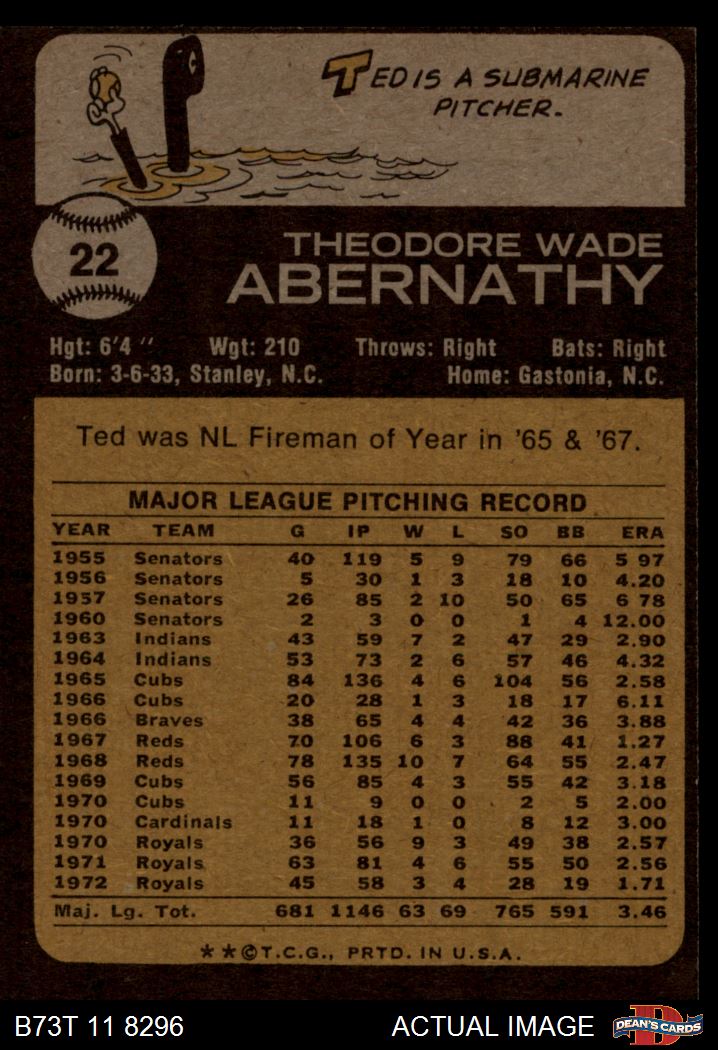 TED IS A SUBMARINE
PITCHER.
22
THEODORE WADE
ABERNATHY
Hgt: 6'4 " Wgt: 210 Throws: Right Bats: Right
Born: 3-6-33, Stanley, N.C. Home: Gastonia, N.C.
Ted was NL Fireman of Year in '65 & '67.
MAJOR LEAGUE PITCHING RECORD
YEAR TEAM G IP W L SO BB ERA
1955 Senators 40 119 5 9 79 66 5 97
1956 Senators 5 30 1 3 18 10 4.20
1957 Senators 26 85 2 10 50 65 6 78
1960 Senators 2 3 0 0 1 4 12.00
1963 Indians 43 59 7 2 47 29 2.90
1964 Indians 53 73 2 6 57 46 4.32
1965 Cubs 84 136 4 6 104 56 2.58
1966 Cubs 20 28 1 3 18 17 6.11
1966 Braves 38 65 4 4 42 36 3.88
1967 Reds 70 106 6 3 88 41 1.27
1968 Reds 78 135 10 7 64 55 2.47
1969 Cubs 56 85 4 3 55 42 3.18
1970 Cubs 11 9 0 0 2 5 2.00
1970 Cardinals 11 18 1 0 8 12 3.00
1970 Royals 36 56 9 3 49 38 2.57
1971 Royals 63 81 4 6 55 50 2.56
1972 Royals 45 58 3 4 28 19 1.71
Maj. Lg. Tot. 681 1146 63 69 765 591 3.46
**©T.C.G., PRTD. IN U.S.A.
B73T 11 8296 ACTUAL IMAGE DEAN'S CARDS